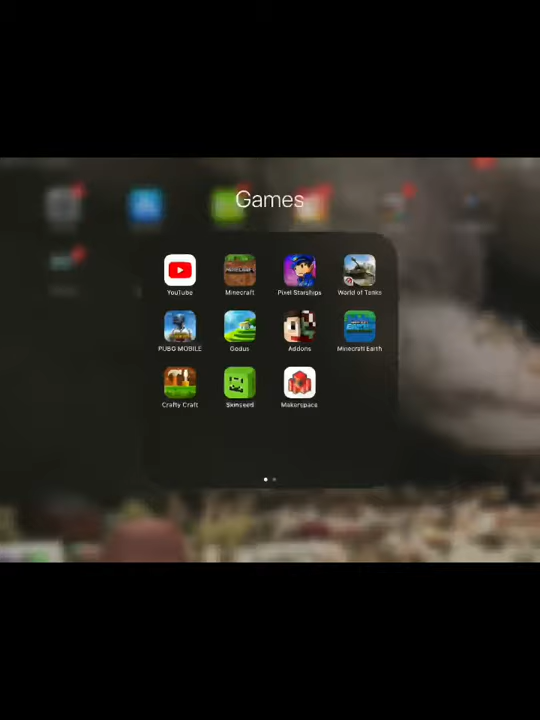 Games
YouTube
Minecraft
Pixel Starships
World of Tanks
PUBG MOBILE
Godus
Addons
Minecraft Earth
Crafty Craft
Skinseed
Makerspace